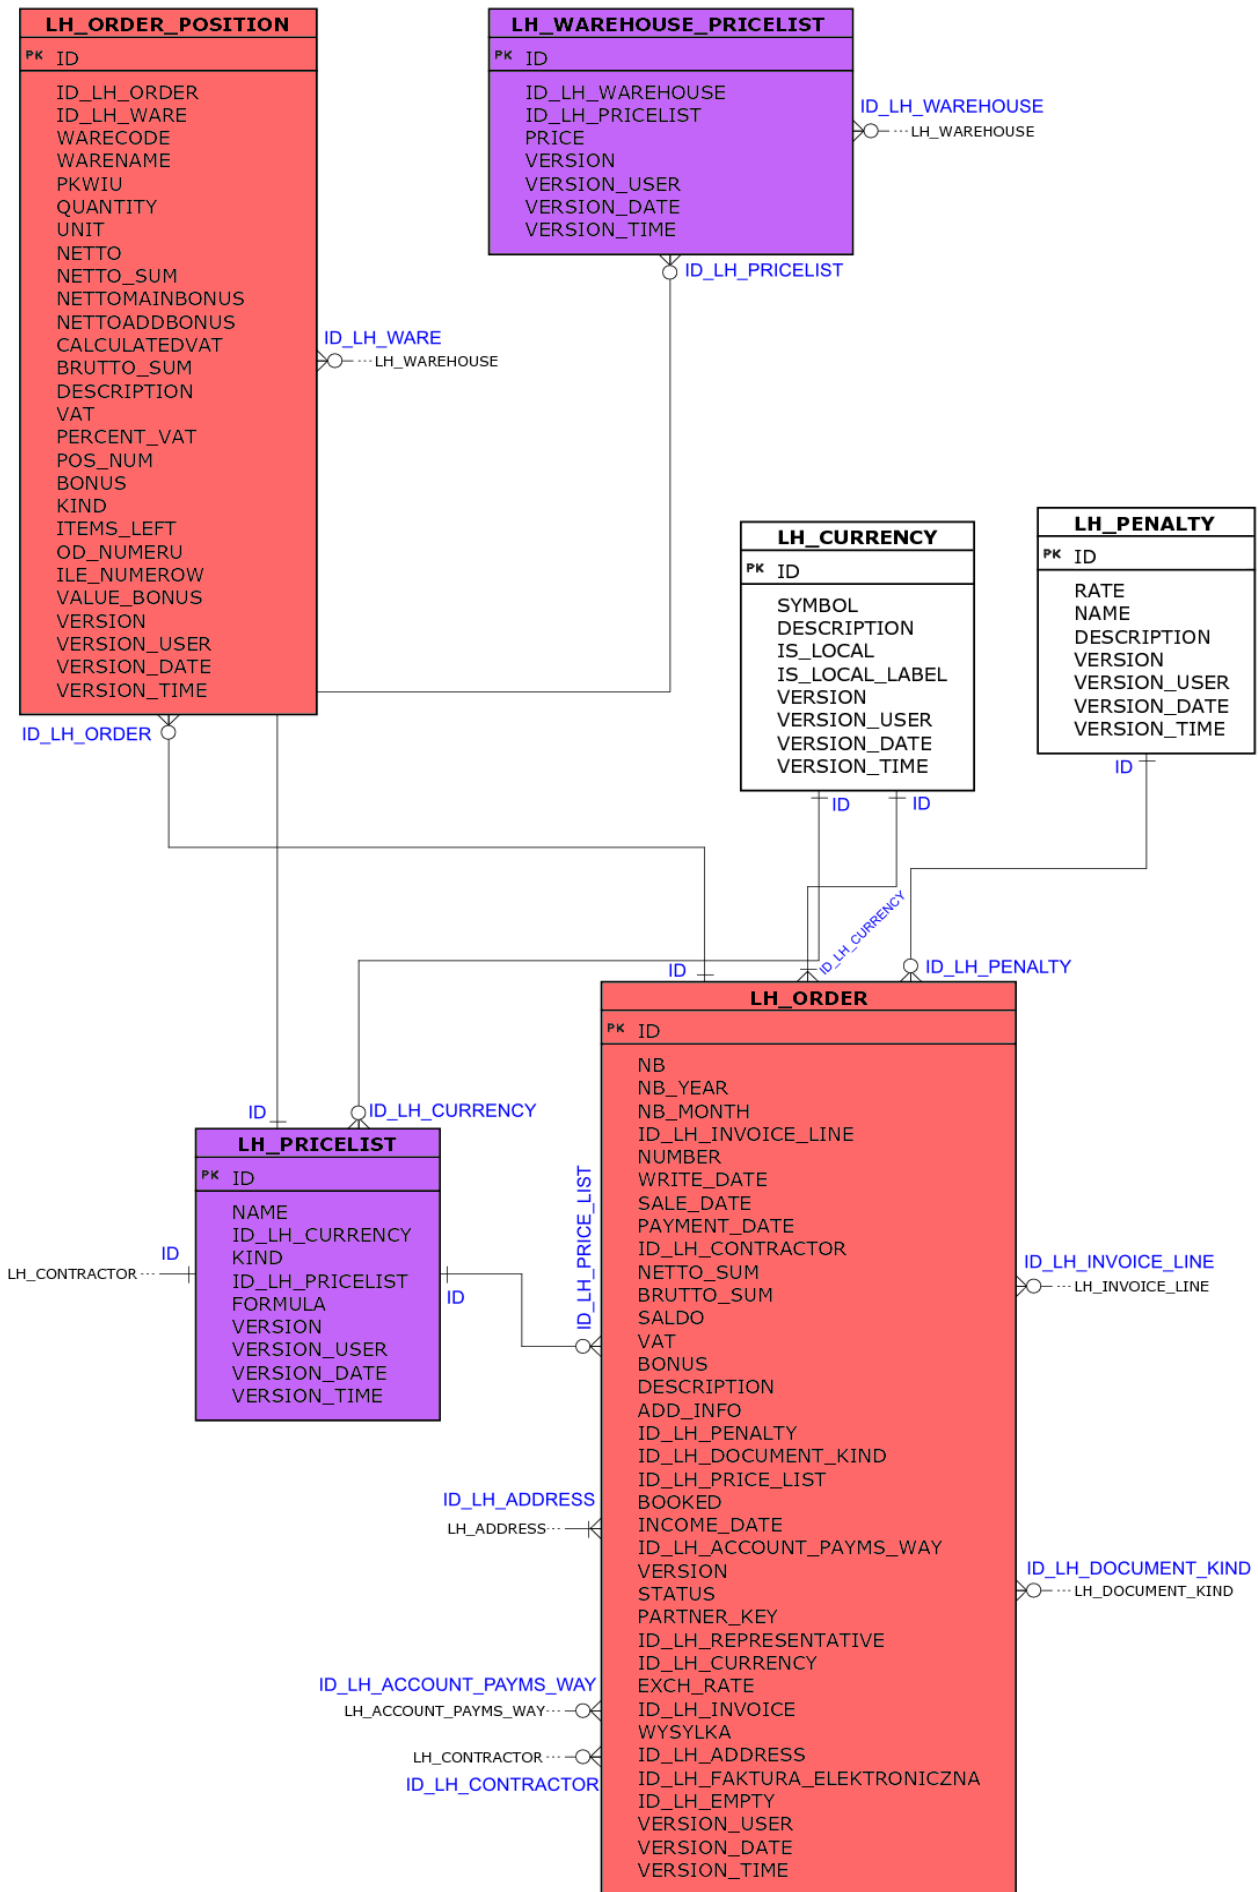 LH_ORDER_POSITION
PK ID
ID_LH_ORDER
ID_LH_WARE
WARECODE
WARENAME
PKWIU
QUANTITY
UNIT
NETTO
NETTO_SUM
NETTOMAINBONUS
NETTOADDBONUS
CALCULATEDVAT
BRUTTO_SUM
DESCRIPTION
VAT
PERCENT_VAT
POS_NUM
BONUS
KIND
ITEMS_LEFT
OD_NUMERU
ILE_NUMEROW
VALUE_BONUS
VERSION
VERSION_USER
VERSION_DATE
VERSION_TIME
ID_LH_WARE
LH_WAREHOUSE
ID_LH_ORDER
LH_WAREHOUSE_PRICELIST
PK ID
ID_LH_WAREHOUSE
ID_LH_PRICELIST
PRICE
VERSION
VERSION_USER
VERSION_DATE
VERSION_TIME
ID_LH_WAREHOUSE
LH_WAREHOUSE
ID_LH_PRICELIST
LH_CURRENCY
PK ID
SYMBOL
DESCRIPTION
IS_LOCAL
IS_LOCAL_LABEL
VERSION
VERSION_USER
VERSION_DATE
VERSION_TIME
ID
ID
LH_PENALTY
PK ID
RATE
NAME
DESCRIPTION
VERSION
VERSION_USER
VERSION_DATE
VERSION_TIME
ID
ID
ID_LH_CURRENCY
ID_LH_PENALTY
ID
ID_LH_CURRENCY
LH_PRICELIST
PK ID
NAME
ID_LH_CURRENCY
KIND
ID_LH_PRICELIST
FORMULA
VERSION
VERSION_USER
VERSION_DATE
VERSION_TIME
ID
LH_CONTRACTOR
ID
ID_LH_PRICE_LIST
LH_ORDER
PK ID
NB
NB_YEAR
NB_MONTH
ID_LH_INVOICE_LINE
NUMBER
WRITE_DATE
SALE_DATE
PAYMENT_DATE
ID_LH_CONTRACTOR
NETTO_SUM
BRUTTO_SUM
SALDO
VAT
BONUS
DESCRIPTION
ADD_INFO
ID_LH_PENALTY
ID_LH_DOCUMENT_KIND
ID_LH_PRICE_LIST
BOOKED
INCOME_DATE
ID_LH_ACCOUNT_PAYMS_WAY
VERSION
STATUS
PARTNER_KEY
ID_LH_REPRESENTATIVE
ID_LH_CURRENCY
EXCH_RATE
ID_LH_INVOICE
WYSYLKA
ID_LH_ADDRESS
ID_LH_FAKTURA_ELEKTRONICZNA
ID_LH_EMPTY
VERSION_USER
VERSION_DATE
VERSION_TIME
ID_LH_INVOICE_LINE
LH_INVOICE_LINE
ID_LH_ADDRESS
LH_ADDRESS
ID_LH_DOCUMENT_KIND
LH_DOCUMENT_KIND
ID_LH_ACCOUNT_PAYMS_WAY
LH_ACCOUNT_PAYMS_WAY
LH_CONTRACTOR
ID_LH_CONTRACTOR